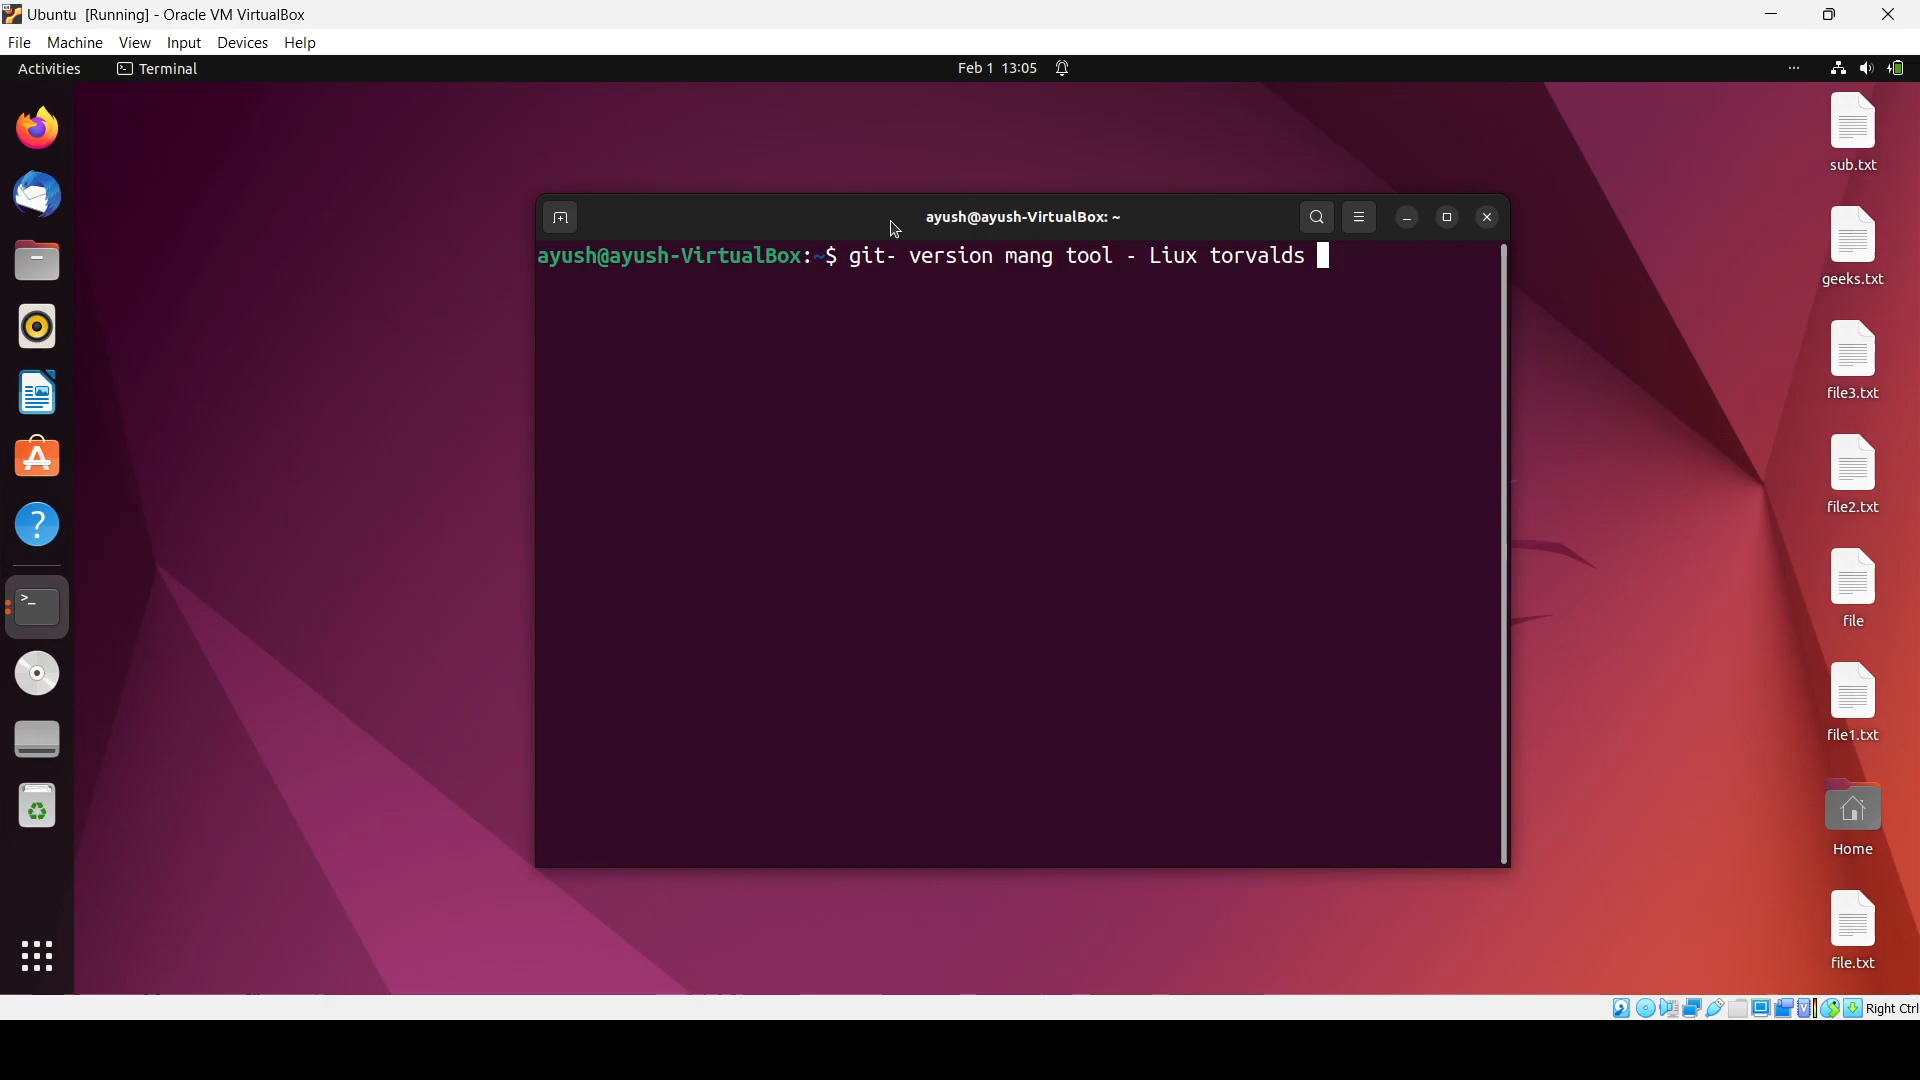 Ubuntu [Running] - Oracle VM VirtualBox
File Machine View Input Devices Help
Activities Terminal Feb 1 13:05
sub.txt
ayush@ayush-VirtualBox: ~
ayush@ayush-VirtualBox:~$ git- version mang tool - Liux torvalds
geeks.txt
file3.txt
file2.txt
file
file1.txt
Home
file.txt
Right Ctrl